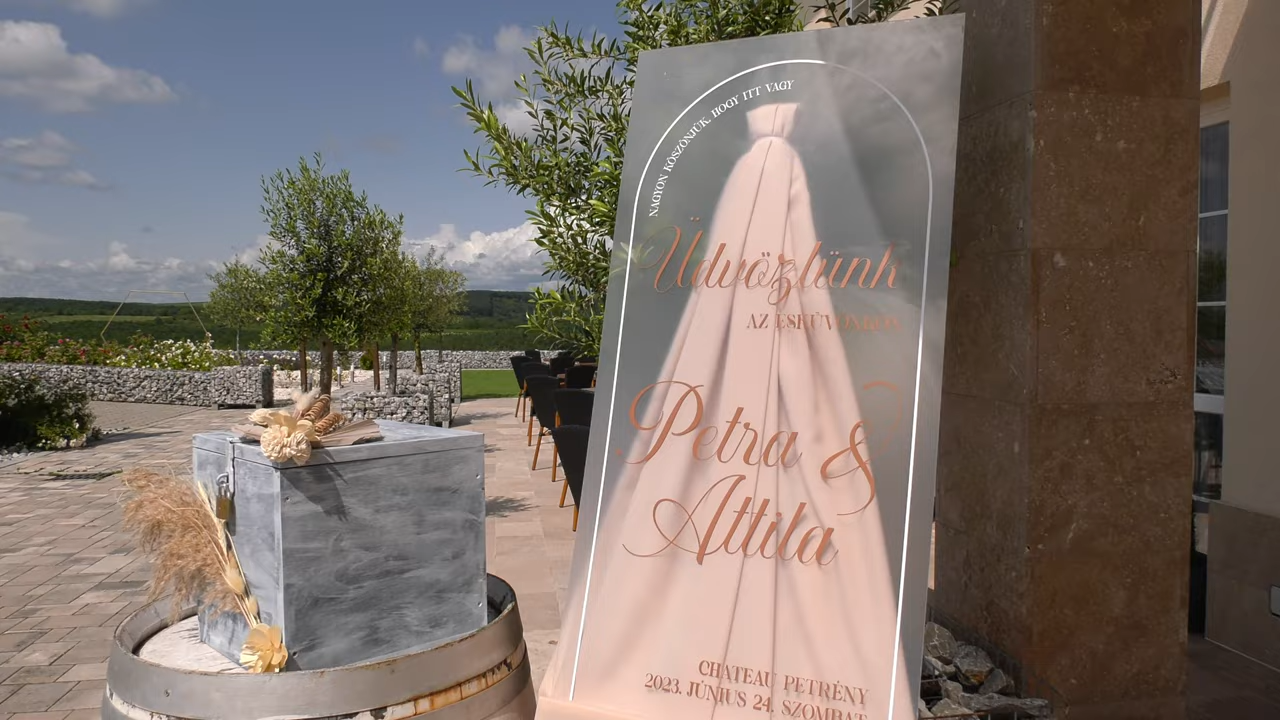 NAGYON KÖSZÖNJÜK, HOGY ITT VAGY
Üdvözlünk
AZ ESKÜVŐNKÖN
Petra &
Attila
CHATEAU PETRÉNY
2023. JÚNIUS 24. SZOMBAT